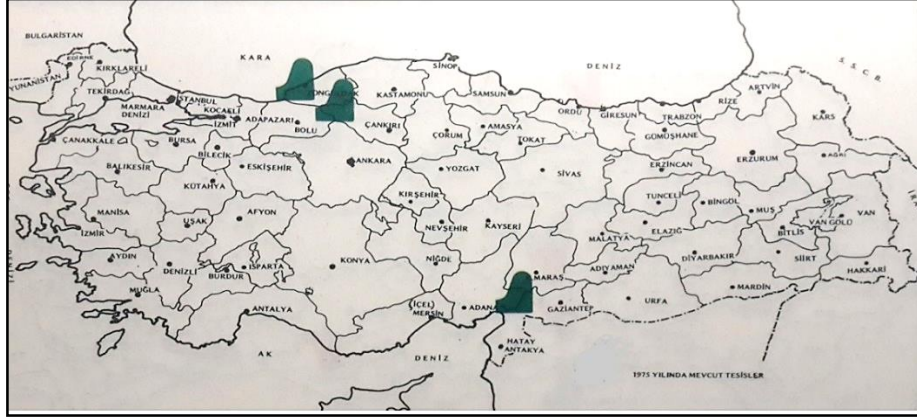 BULGARİSTAN
YUNANİSTAN
EDİRNE
KIRKLARELİ
TEKİRDAĞ
MARMARA
DENİZİ
İSTANBUL
KOCAELİ
İZMİT
ADAPAZARI
KARA
DENİZ
ZONGULDAK
BOLU
KASTAMONU
SİNOP
SAMSUN
ÇANKIRI
ÇORUM
AMASYA
TOKAT
ORDU
GİRESUN
TRABZON
GÜMÜŞHANE
RİZE
ARTVİN
S. S. C. B.
KARS
AĞRI
ÇANAKKALE
BALIKESİR
BURSA
BİLECİK
ESKİŞEHİR
KÜTAHYA
ANKARA
KIRŞEHİR
YOZGAT
SİVAS
ERZİNCAN
ERZURUM
TUNCELİ
BİNGÖL
MUŞ
VAN GÖLÜ
VAN
BİTLİS
SİİRT
HAKKARİ
MANİSA
İZMİR
UŞAK
AFYON
AYDIN
DENİZLİ
BURDUR
ISPARTA
MUĞLA
ANTALYA
KONYA
NEVŞEHİR
NİĞDE
KAYSERİ
MALATYA
ELAZIĞ
DİYARBAKIR
MARAŞ
ADIYAMAN
GAZİANTEP
URFA
MARDİN
(İÇEL)
MERSİN
ADANA
HATAY
ANTAKYA
AK
DENİZ
1975 YILINDA MEVCUT TESİSLER